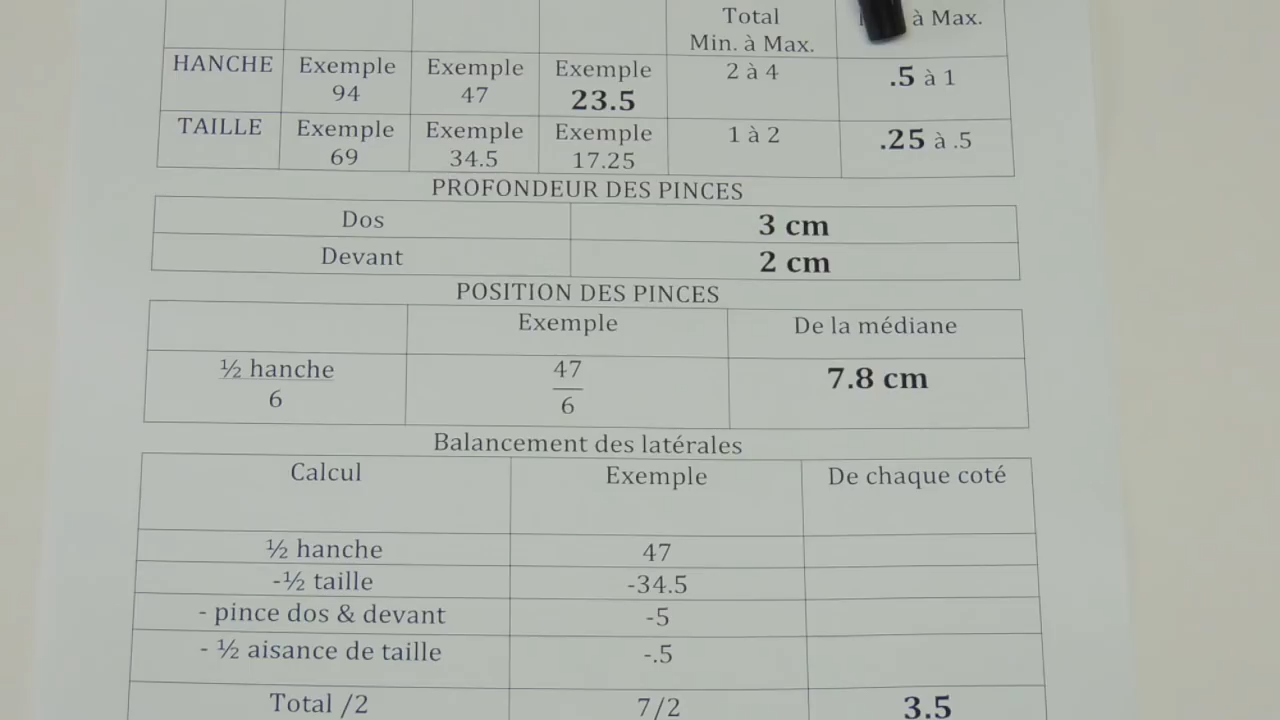 Total
Min. à Max.
à Max.
HANCHE Exemple 94 Exemple 47 Exemple 23.5 2 à 4 .5 à 1
TAILLE Exemple 69 Exemple 34.5 Exemple 17.25 1 à 2 .25 à .5
PROFONDEUR DES PINCES
Dos 3 cm
Devant 2 cm
POSITION DES PINCES
Exemple De la médiane
½ hanche 47 7.8 cm
6 6
Balancement des latérales
Calcul Exemple De chaque coté
½ hanche 47
-½ taille -34.5
- pince dos & devant -5
- ½ aisance de taille -.5
Total /2 7/2 3.5